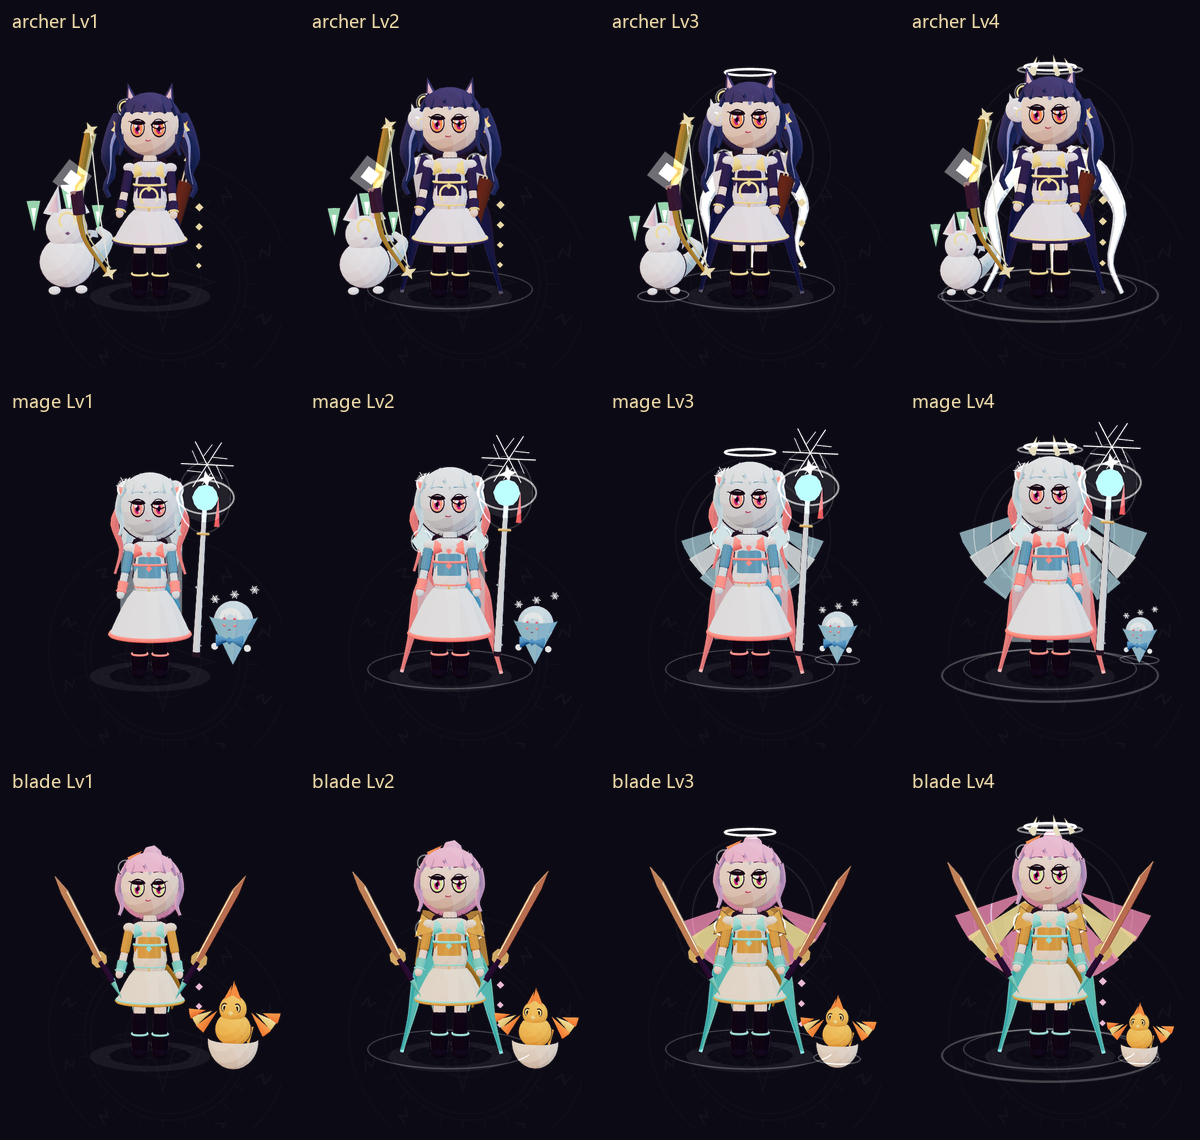 archer Lv1
archer Lv2
archer Lv3
archer Lv4
mage Lv1
mage Lv2
mage Lv3
mage Lv4
blade Lv1
blade Lv2
blade Lv3
blade Lv4